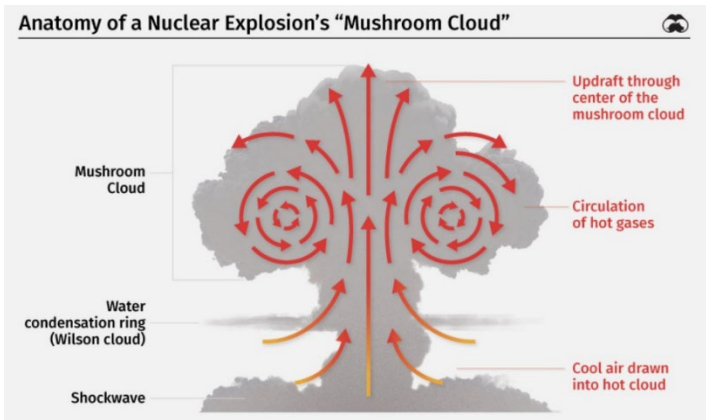 Anatomy of a Nuclear Explosion’s “Mushroom Cloud”
Updraft through
center of the
mushroom cloud
Mushroom
Cloud
Circulation
of hot gases
Water
condensation ring
(Wilson cloud)
Cool air drawn
into hot cloud
Shockwave